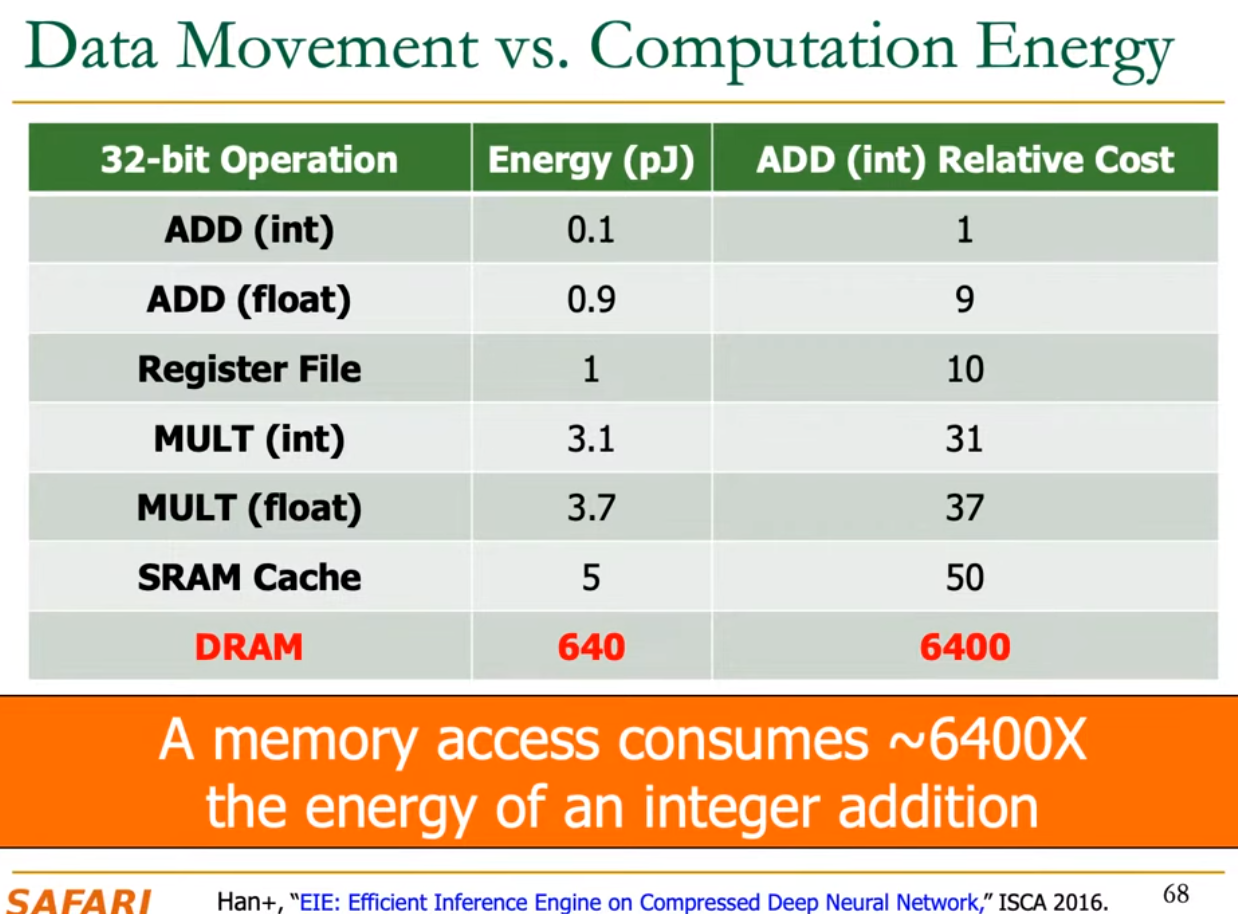 Data Movement vs. Computation Energy
32-bit Operation Energy (pJ) ADD (int) Relative Cost
ADD (int) 0.1 1
ADD (float) 0.9 9
Register File 1 10
MULT (int) 3.1 31
MULT (float) 3.7 37
SRAM Cache 5 50
DRAM 640 6400
A memory access consumes ~6400X
the energy of an integer addition
SAFARI Han+, “EIE: Efficient Inference Engine on Compressed Deep Neural Network,” ISCA 2016. 68